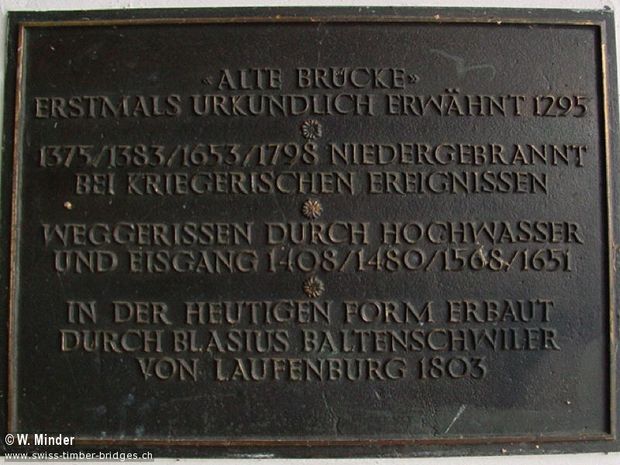 «ALTE BRÜCKE»
ERSTMALS URKUNDLICH ERWÄHNT 1295
1375/1383/1653/1798 NIEDERGEBRANNT
BEI KRIEGERISCHEN EREIGNISSEN
WEGGERISSEN DURCH HOCHWASSER
UND EISGANG 1408/1480/1568/1651
IN DER HEUTIGEN FORM ERBAUT
DURCH BLASIUS BALTENSCHWILER
VON LAUFENBURG 1803
© W. Minder
www.swiss-timber-bridges.ch